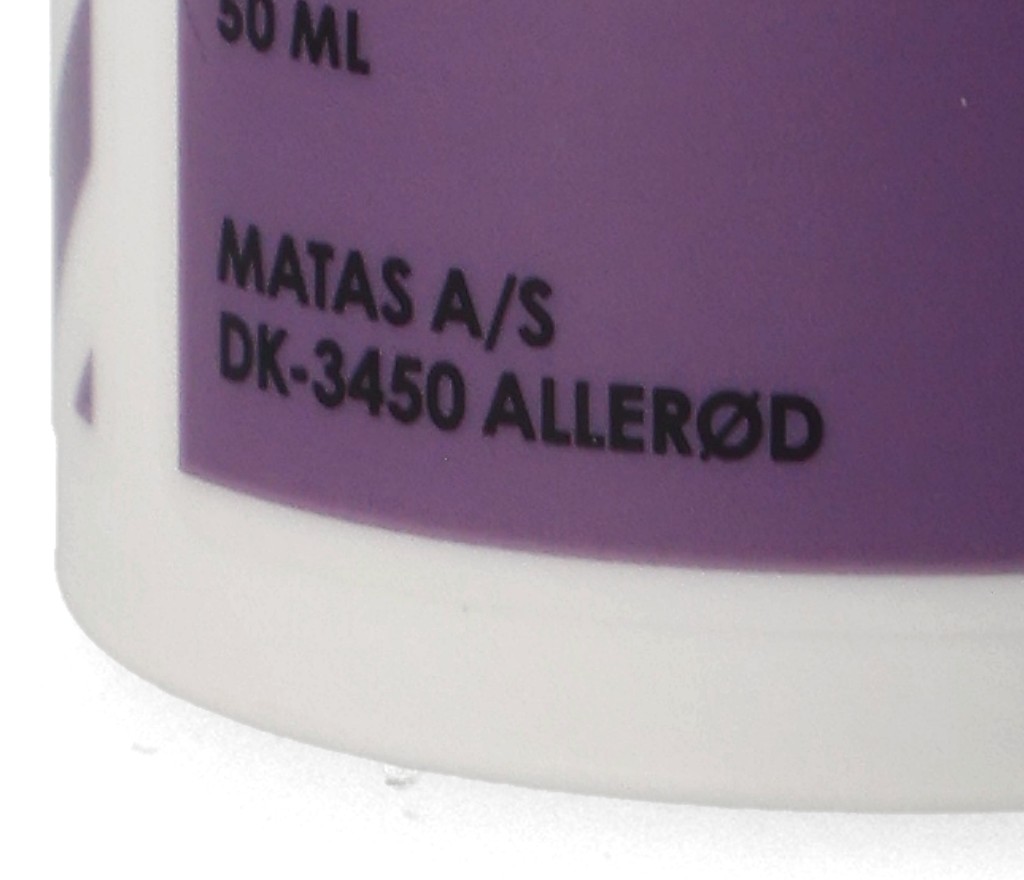 50 ML
MATAS A/S
DK-3450 ALLERØD